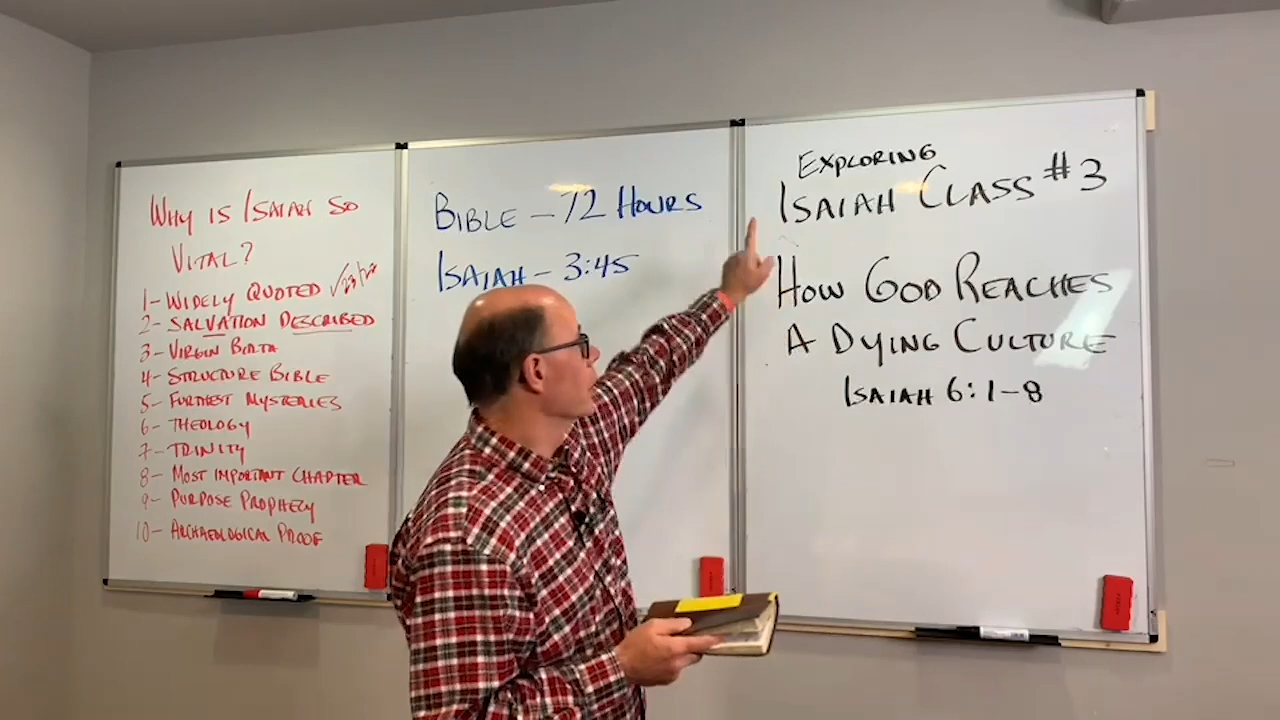 WHY IS ISAIAH SO
VITAL?
1- WIDELY QUOTED
2- SALVATION DESCRIBED
3- VIRGIN BIRTH
4- STRUCTURE BIBLE
5- FURTHEST MYSTERIES
6- THEOLOGY
7- TRINITY
8- MOST IMPORTANT CHAPTER
9- PURPOSE PROPHECY
10- ARCHAEOLOGICAL PROOF
BIBLE - 72 HOURS
ISAIAH - 3:45
EXPLORING
ISAIAH CLASS #3
HOW GOD REACHES
A DYING CULTURE
ISAIAH 6:1-8